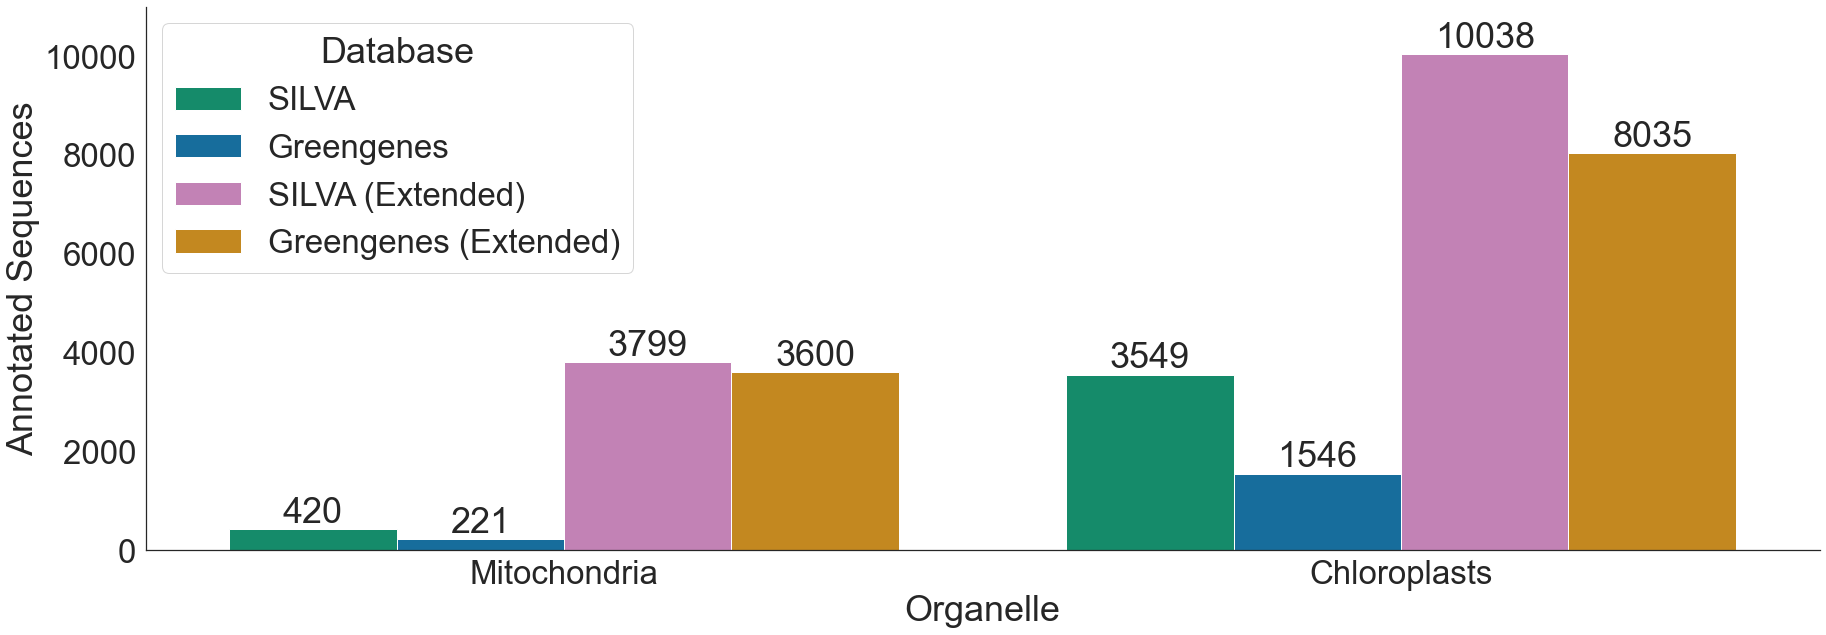 Database
SILVA
Greengenes
SILVA (Extended)
Greengenes (Extended)
Annotated Sequences
10000
8000
6000
4000
2000
0
420
221
3799
3600
3549
1546
10038
8035
Mitochondria
Chloroplasts
Organelle